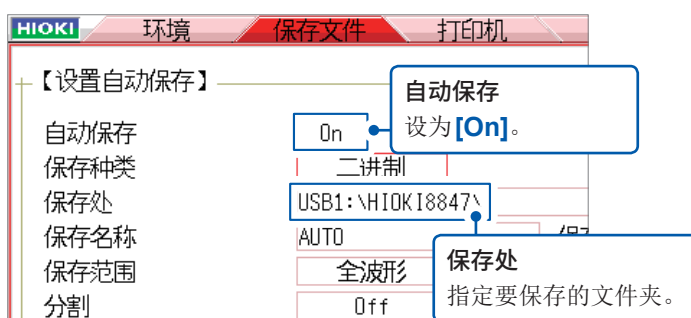 HIOKI 环境 保存文件 打印机
【设置自动保存】
自动保存
设为[On]。
自动保存 On
保存种类 二进制
保存处 USB1:\HIOKI8847\
保存名称 AUTO
保存处
指定要保存的文件夹。
保存范围 全波形
分割 Off